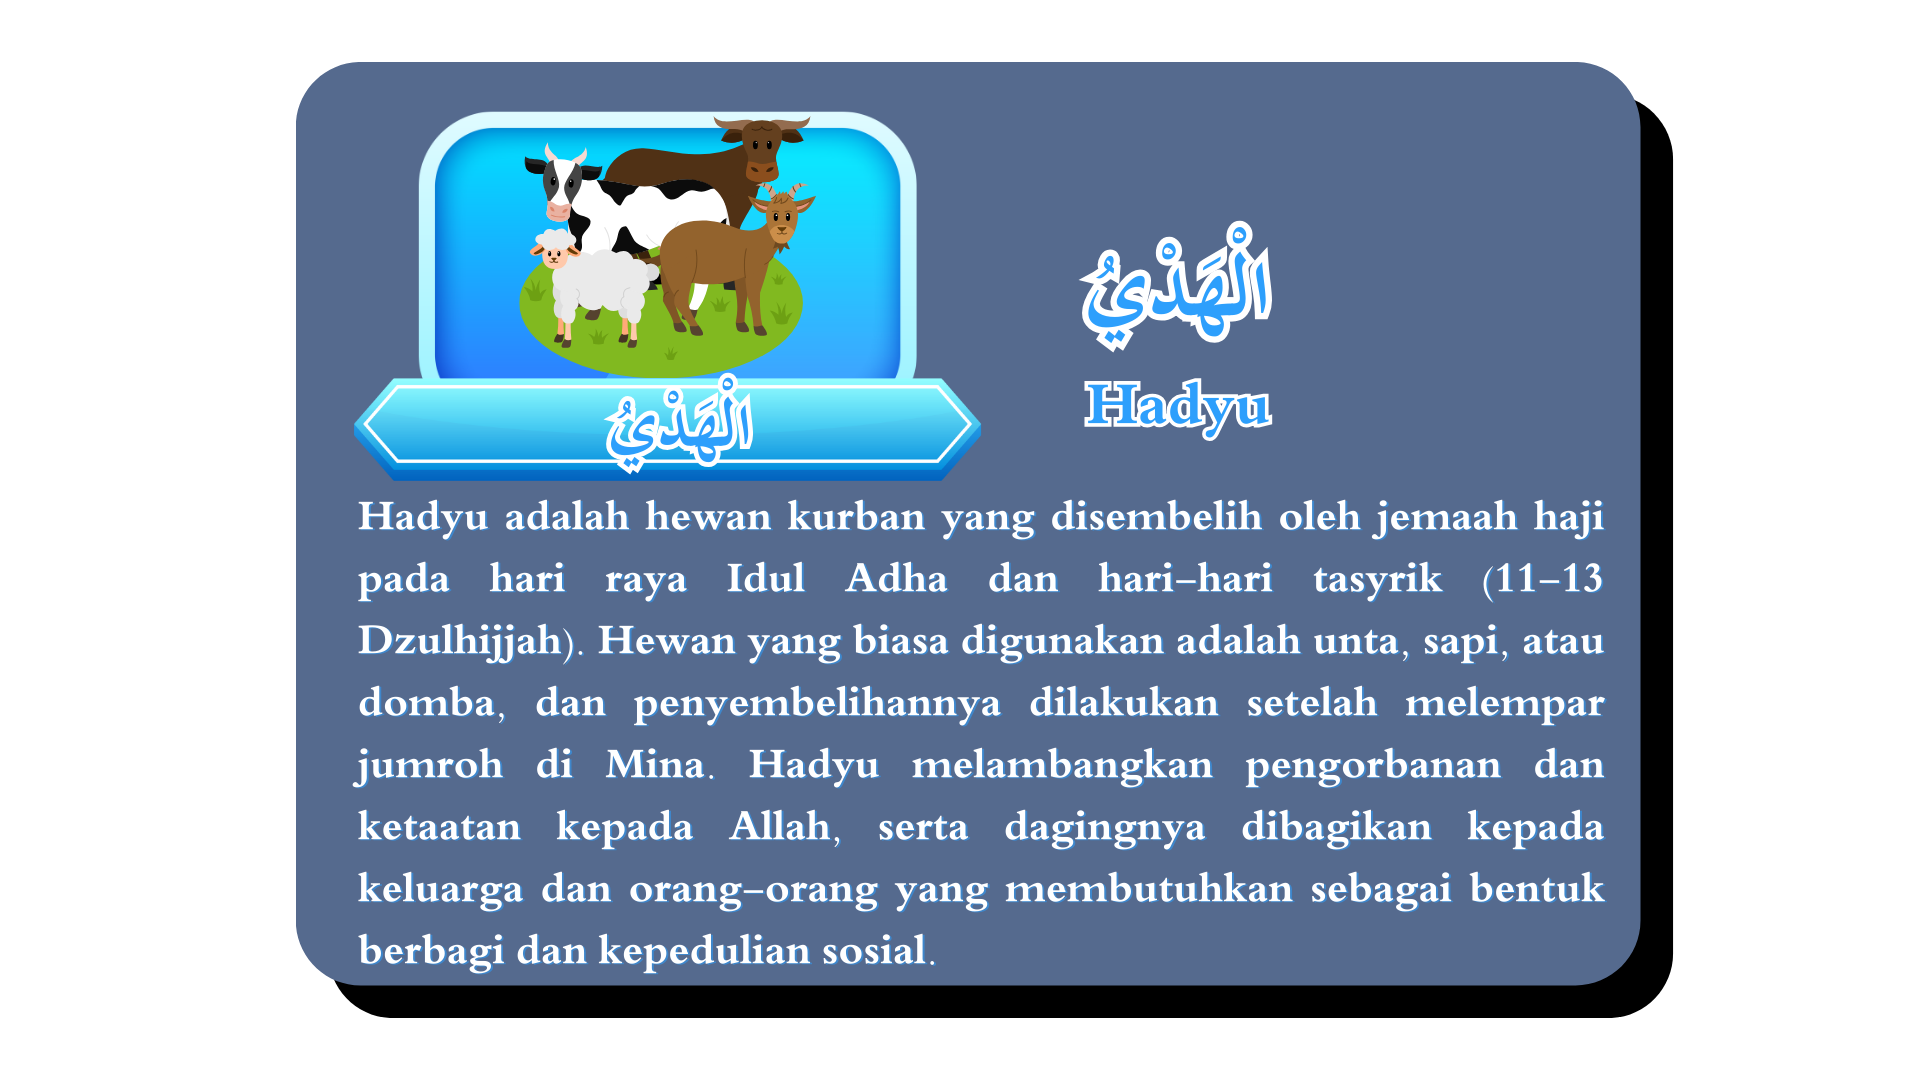 الْهَدْيُ
Hadyu
الْهَدْيُ
Hadyu adalah hewan kurban yang disembelih oleh jemaah haji
pada hari raya Idul Adha dan hari-hari tasyrik (11-13
Dzulhijjah). Hewan yang biasa digunakan adalah unta, sapi, atau
domba, dan penyembelihannya dilakukan setelah melempar
jumroh di Mina. Hadyu melambangkan pengorbanan dan
ketaatan kepada Allah, serta dagingnya dibagikan kepada
keluarga dan orang-orang yang membutuhkan sebagai bentuk
berbagi dan kepedulian sosial.